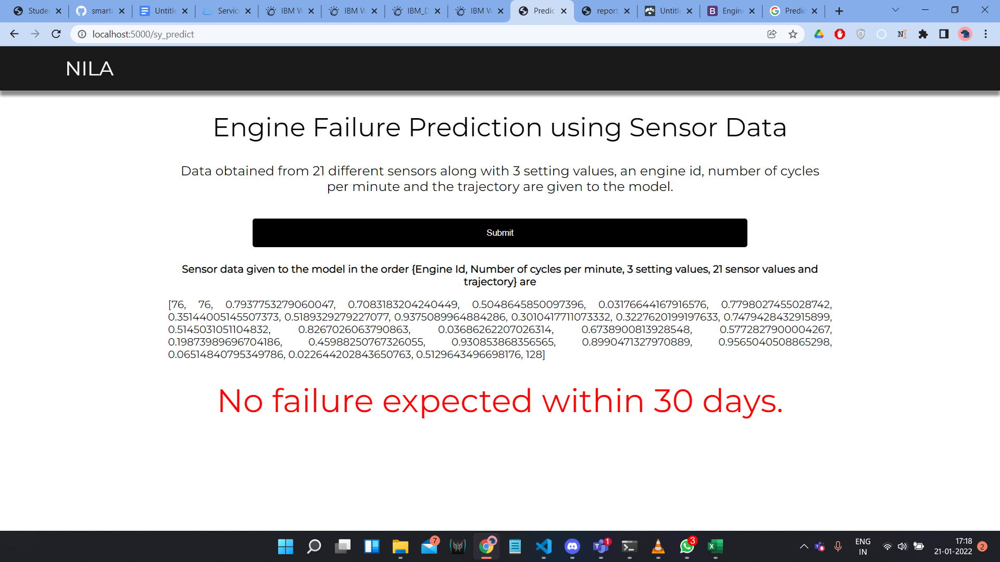 Studer
smarti
Untitle
Service
IBM W
IBM W
IBM_D
IBM W
Predic
report
Untitle
Engine
Predic
localhost:5000/sy_predict
NILA
Engine Failure Prediction using Sensor Data
Data obtained from 21 different sensors along with 3 setting values, an engine id, number of cycles
per minute and the trajectory are given to the model.
Submit
Sensor data given to the model in the order {Engine Id, Number of cycles per minute, 3 setting values, 21 sensor values and
trajectory} are
[76, 76, 0.7937753279060047, 0.7083183204240449, 0.5048645850097396, 0.03176644167916576, 0.7798027455028742,
0.35144005145507373, 0.5189329279227077, 0.9375089964884286, 0.3010417711073332, 0.3227620199197633, 0.7479428432915899,
0.5145031051104832, 0.8267026063790863, 0.03686262207026314, 0.6738900813928548, 0.5772827900004267,
0.19873989696704186, 0.45988250767326055, 0.930853868356565, 0.8990471327970889, 0.9565040508865298,
0.06514840795349786, 0.022644202843650763, 0.5129643496698176, 128]
No failure expected within 30 days.
7
1
3
ENG
IN
17:18
21-01-2022
2